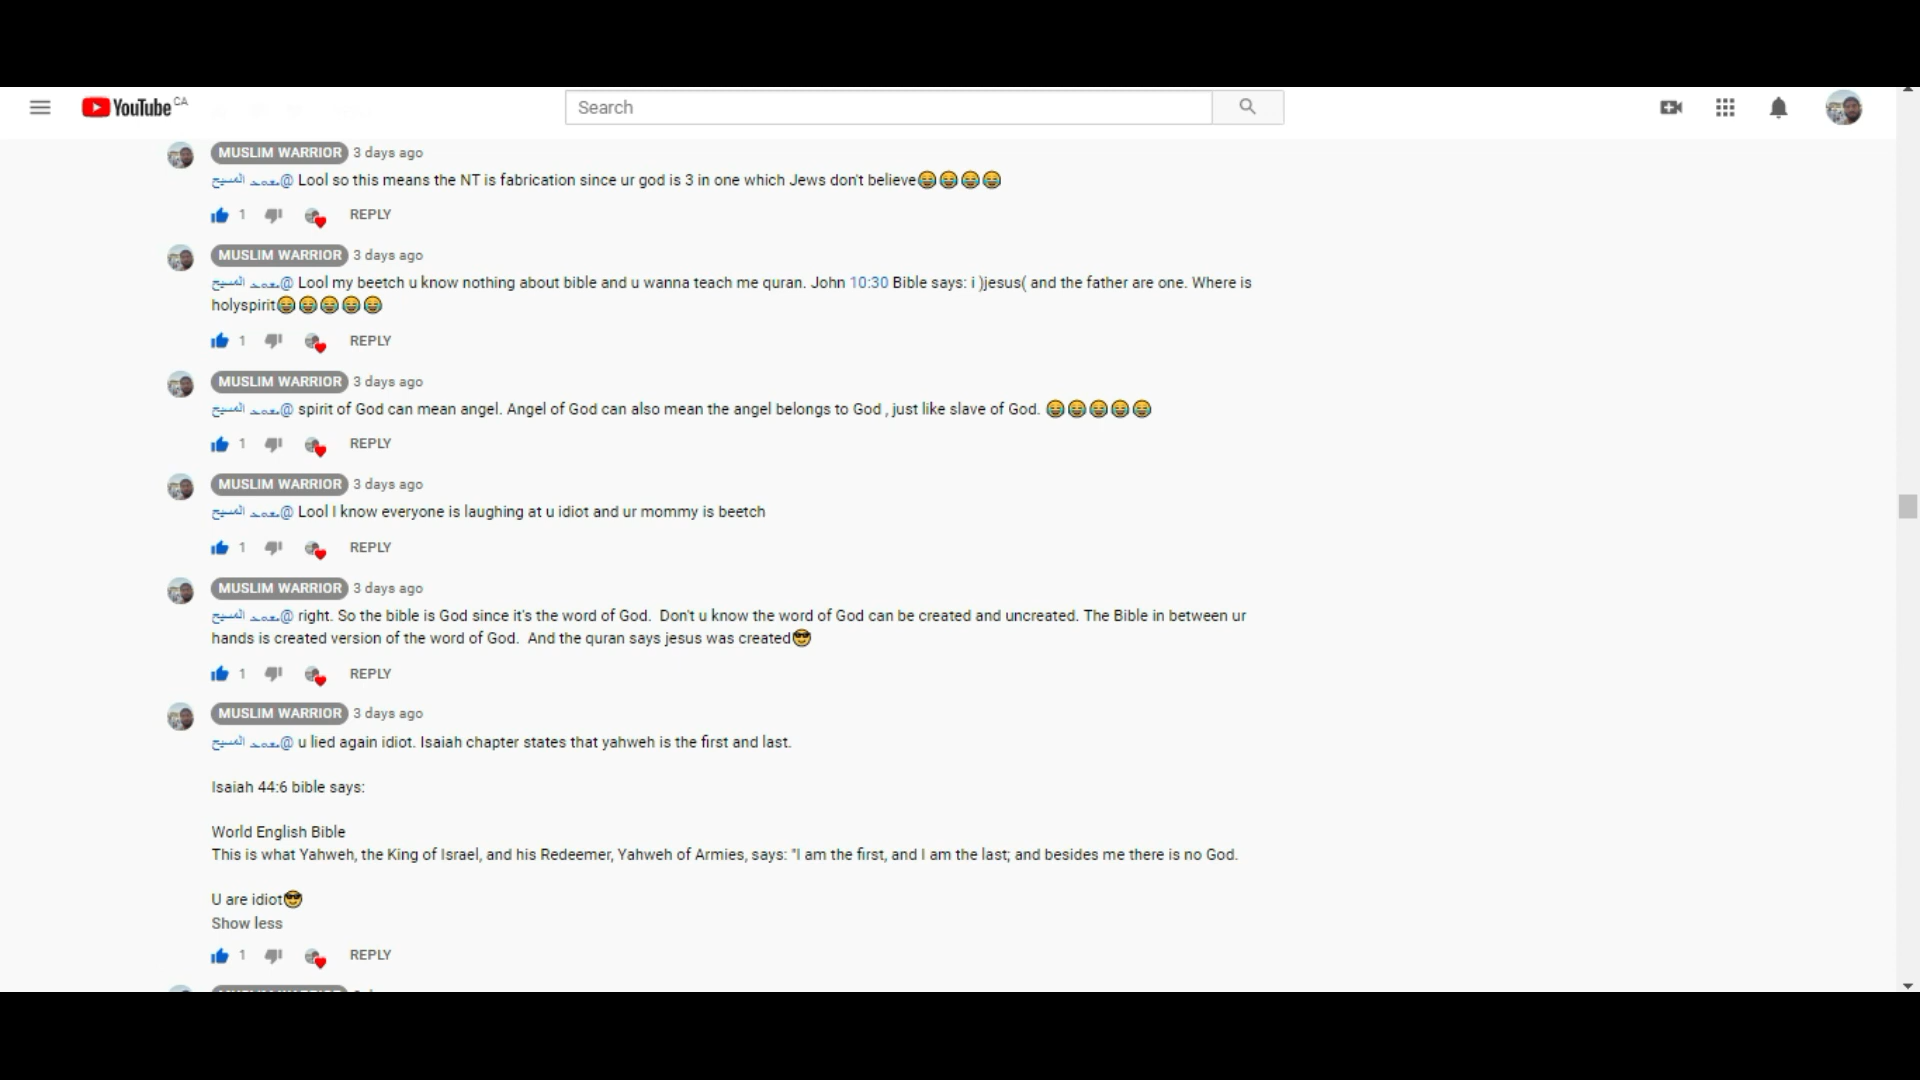 YouTube CA
Search
MUSLIM WARRIOR 3 days ago
@محمد المسيح Lool so this means the NT is fabrication since ur god is 3 in one which Jews don't believe😂😂😂😂
1 REPLY
MUSLIM WARRIOR 3 days ago
@محمد المسيح Lool my beetch u know nothing about bible and u wanna teach me quran. John 10:30 Bible says: i )jesus( and the father are one. Where is
holyspirit😂😂😂😂😂
1 REPLY
MUSLIM WARRIOR 3 days ago
@محمد المسيح spirit of God can mean angel. Angel of God can also mean the angel belongs to God , just like slave of God. 😂😂😂😂😂
1 REPLY
MUSLIM WARRIOR 3 days ago
@محمد المسيح Lool I know everyone is laughing at u idiot and ur mommy is beetch
1 REPLY
MUSLIM WARRIOR 3 days ago
@محمد المسيح right. So the bible is God since it's the word of God.  Don't u know the word of God can be created and uncreated. The Bible in between ur
hands is created version of the word of God.  And the quran says jesus was created😎
1 REPLY
MUSLIM WARRIOR 3 days ago
@محمد المسيح u lied again idiot. Isaiah chapter states that yahweh is the first and last.
Isaiah 44:6 bible says:
World English Bible
This is what Yahweh, the King of Israel, and his Redeemer, Yahweh of Armies, says: "I am the first, and I am the last; and besides me there is no God.
U are idiot😎
Show less
1 REPLY